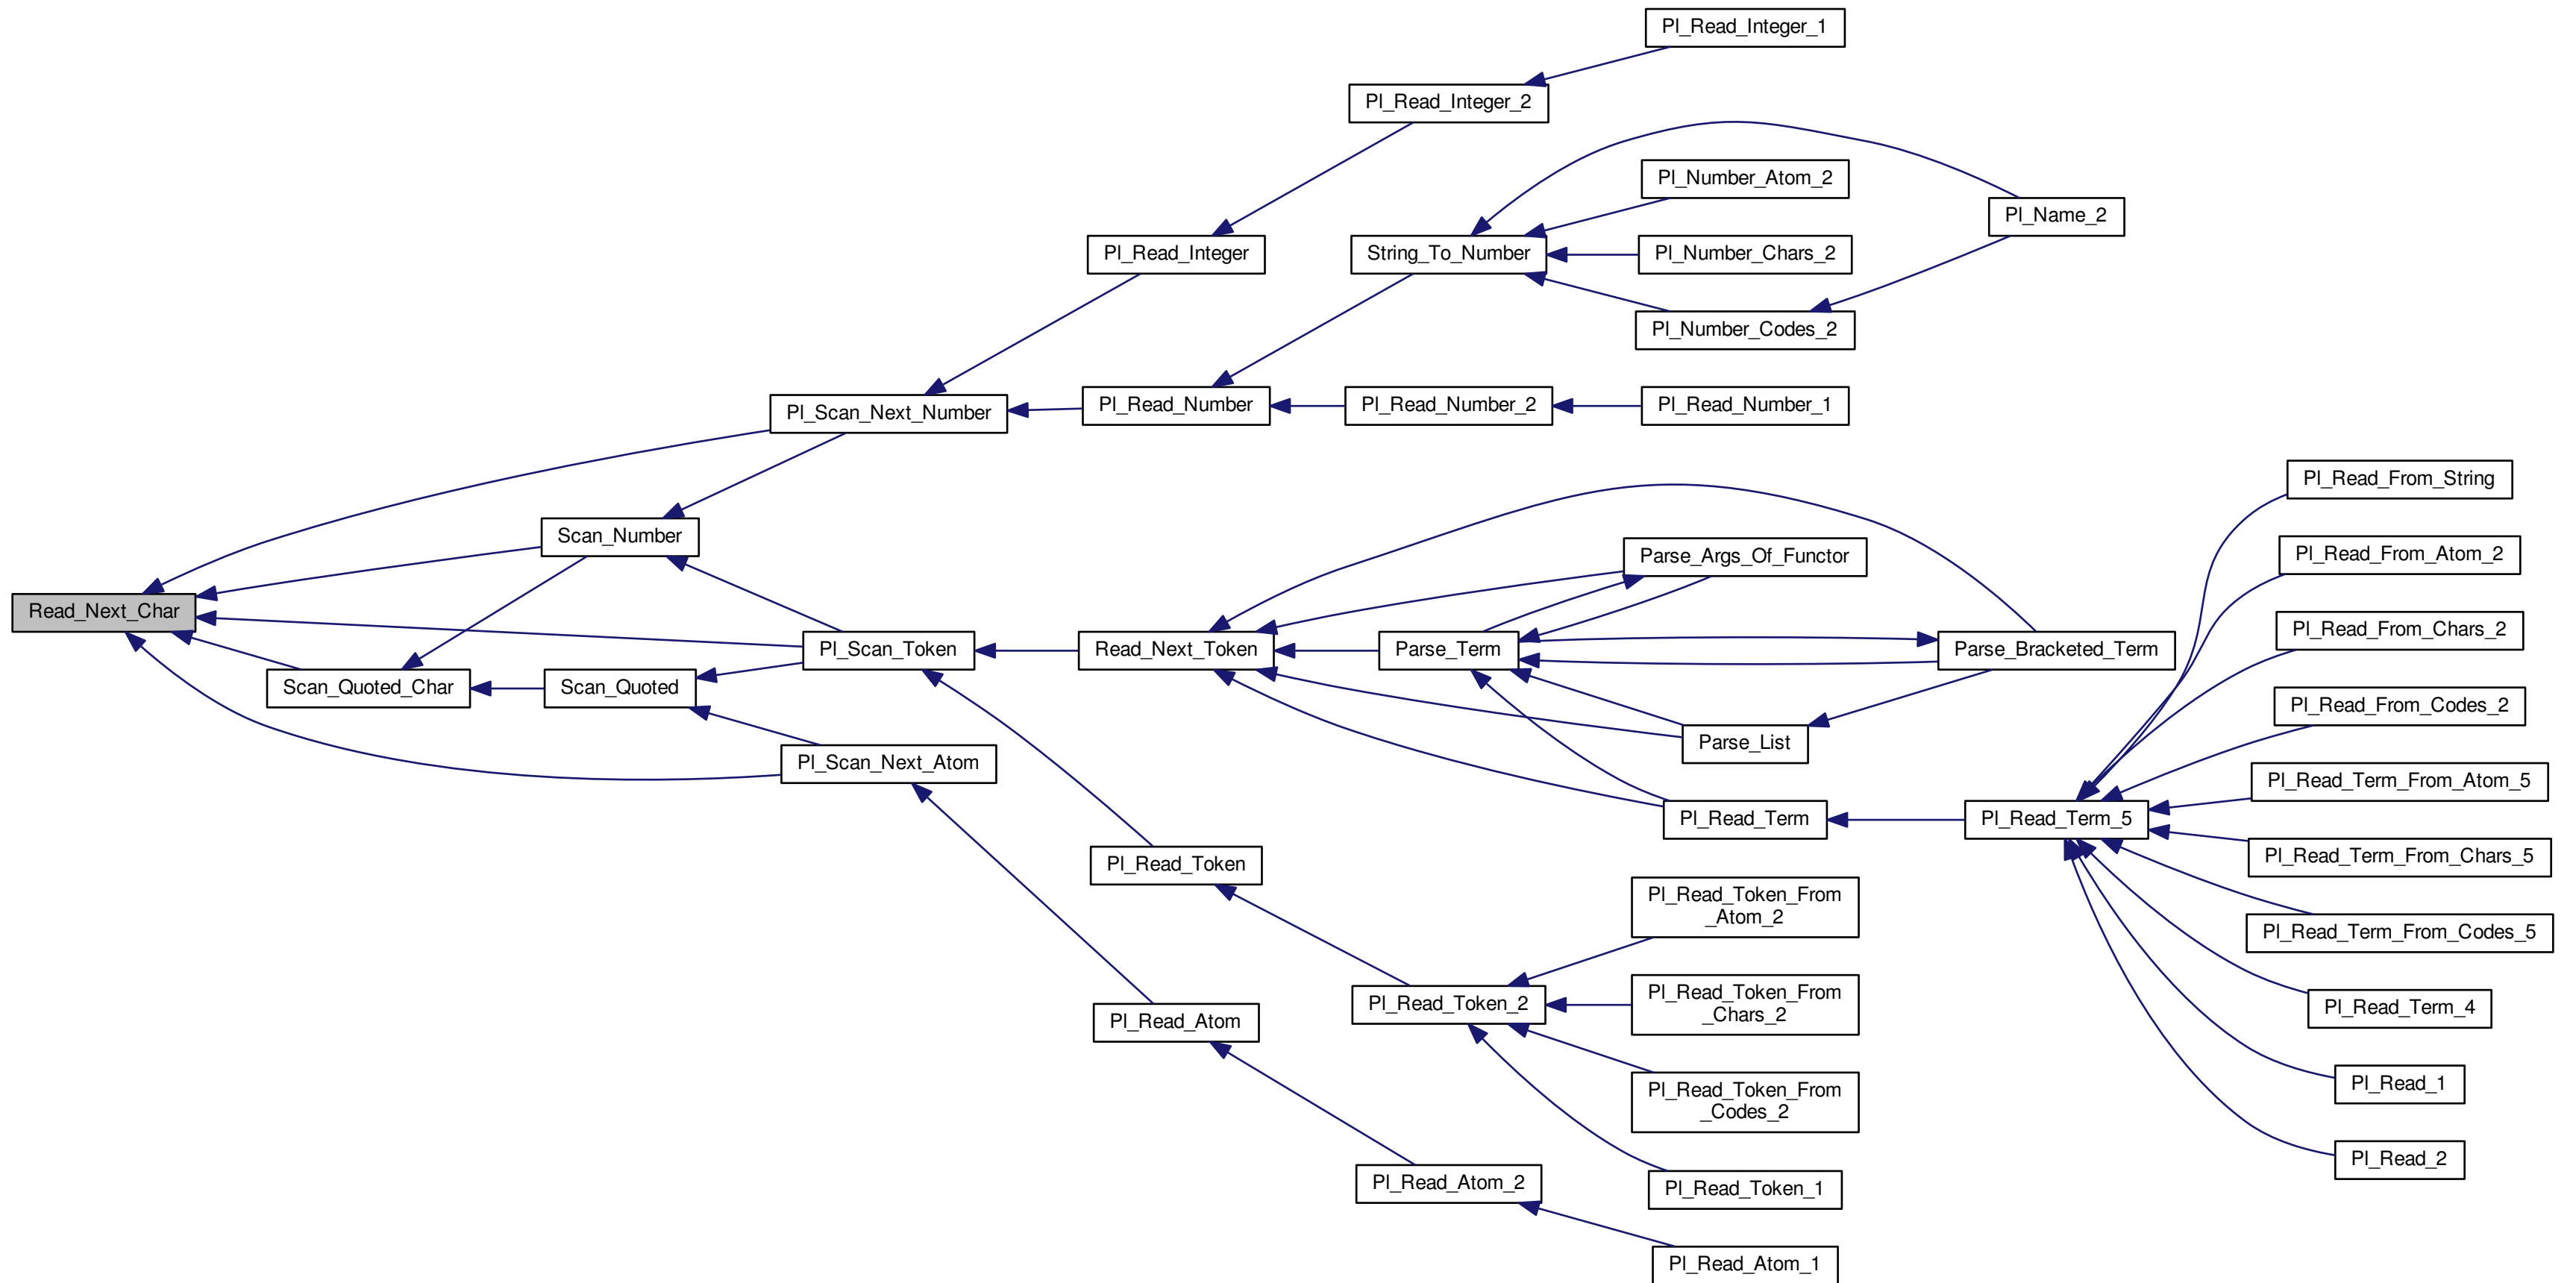 Pl_Read_Integer_1
Pl_Read_Integer_2
Pl_Number_Atom_2
Pl_Name_2
Pl_Read_Integer
String_To_Number
Pl_Number_Chars_2
Pl_Number_Codes_2
Pl_Scan_Next_Number
Pl_Read_Number
Pl_Read_Number_2
Pl_Read_Number_1
Pl_Read_From_String
Scan_Number
Parse_Args_Of_Functor
Pl_Read_From_Atom_2
Read_Next_Char
Pl_Read_From_Chars_2
Pl_Scan_Token
Read_Next_Token
Parse_Term
Parse_Bracketed_Term
Scan_Quoted_Char
Scan_Quoted
Pl_Read_From_Codes_2
Parse_List
Pl_Scan_Next_Atom
Pl_Read_Term_From_Atom_5
Pl_Read_Term
Pl_Read_Term_5
Pl_Read_Term_From_Chars_5
Pl_Read_Token
Pl_Read_Token_From
_Atom_2
Pl_Read_Term_From_Codes_5
Pl_Read_Token_2
Pl_Read_Token_From
_Chars_2
Pl_Read_Term_4
Pl_Read_Atom
Pl_Read_Token_From
_Codes_2
Pl_Read_1
Pl_Read_2
Pl_Read_Atom_2
Pl_Read_Token_1
Pl_Read_Atom_1